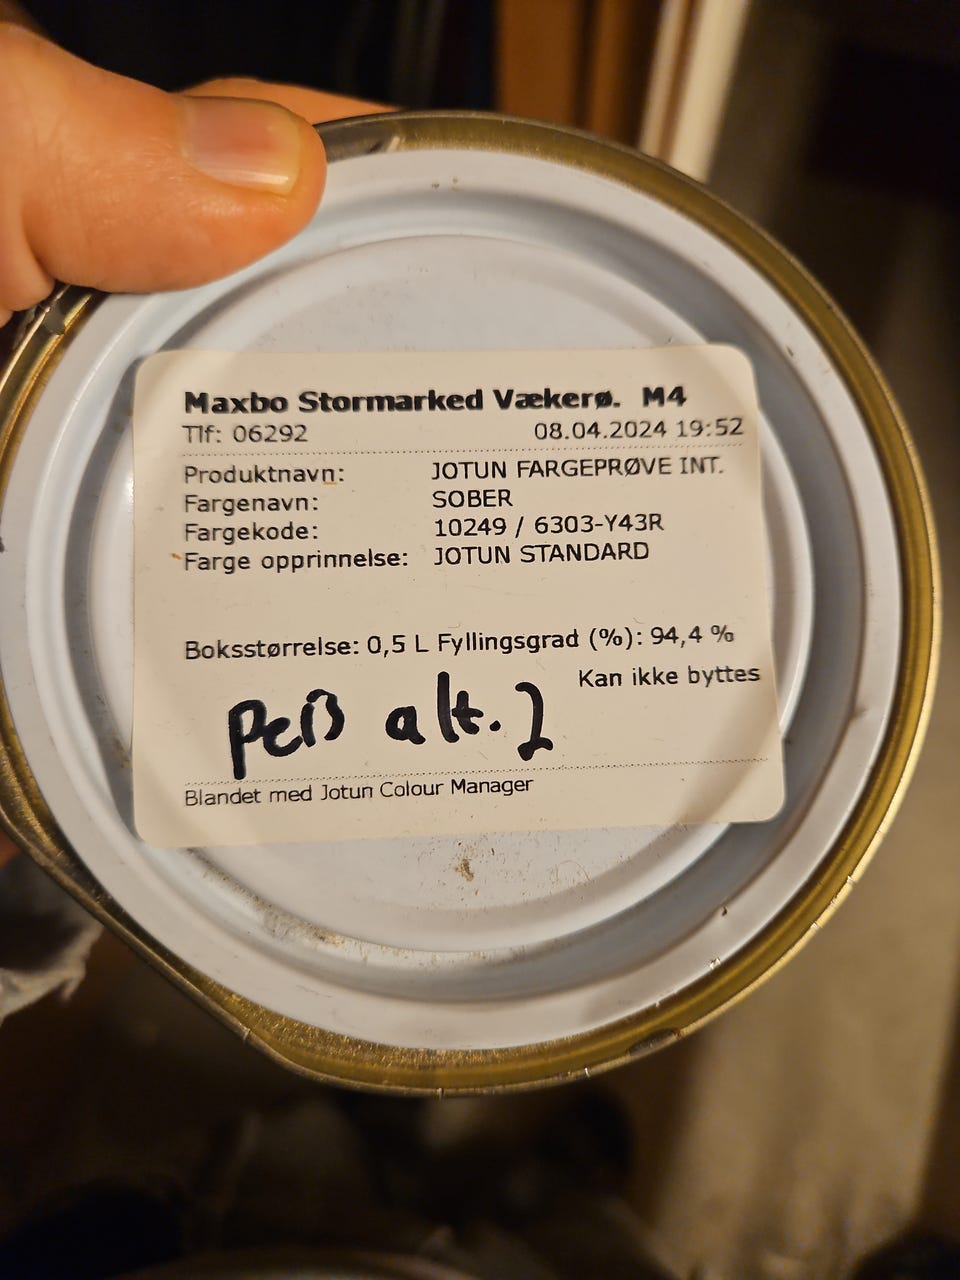 Maxbo Stormarked Vækerø. M4
Tlf: 06292 08.04.2024 19:52
Produktnavn: JOTUN FARGEPRØVE INT.
Fargenavn: SOBER
Fargekode: 10249 / 6303-Y43R
Farge opprinnelse: JOTUN STANDARD
Boksstørrelse: 0,5 L Fyllingsgrad (%): 94,4 %
Kan ikke byttes
alt. 2
Blandet med Jotun Colour Manager